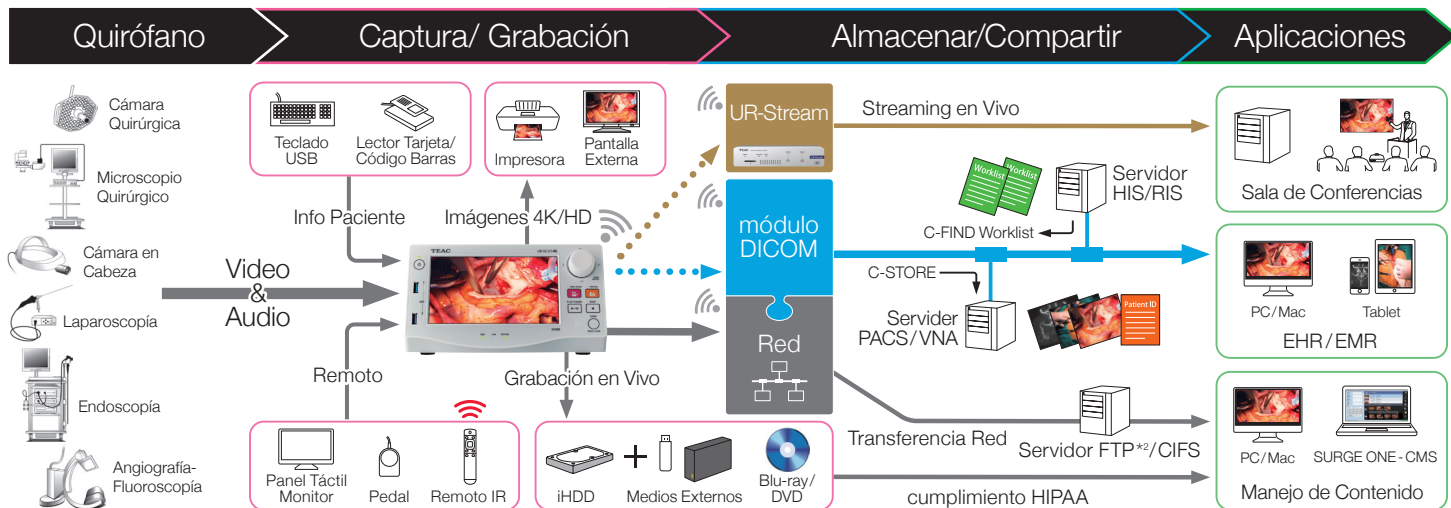 Quirófano
Captura/ Grabación
Almacenar/Compartir
Aplicaciones
Cámara
Quirúrgica
Microscopio
Quirúrgico
Cámara en
Cabeza
Laparoscopía
Endoscopía
Angiografía-
Fluoroscopía
Video
&
Audio
Teclado
USB
Lector Tarjeta/
Código Barras
Info Paciente
Impresora
Pantalla
Externa
Imágenes 4K/HD
TEAC
Remoto
Grabación en Vivo
Panel Táctil
Monitor
Pedal
Remoto IR
iHDD
+
Medios Externos
Blu-ray/
DVD
UR-Stream
TEAC
módulo
DICOM
Red
Streaming en Vivo
Worklist
Worklist
Servidor
HIS/RIS
C-FIND Worklist
C-STORE
Servider
PACS/VNA
Patient ID
Transferencia Red
Servidor FTP*2/CIFS
cumplimiento HIPAA
Sala de Conferencias
PC/Mac
Tablet
EHR/EMR
PC/Mac
SURGE ONE-CMS
Manejo de Contenido